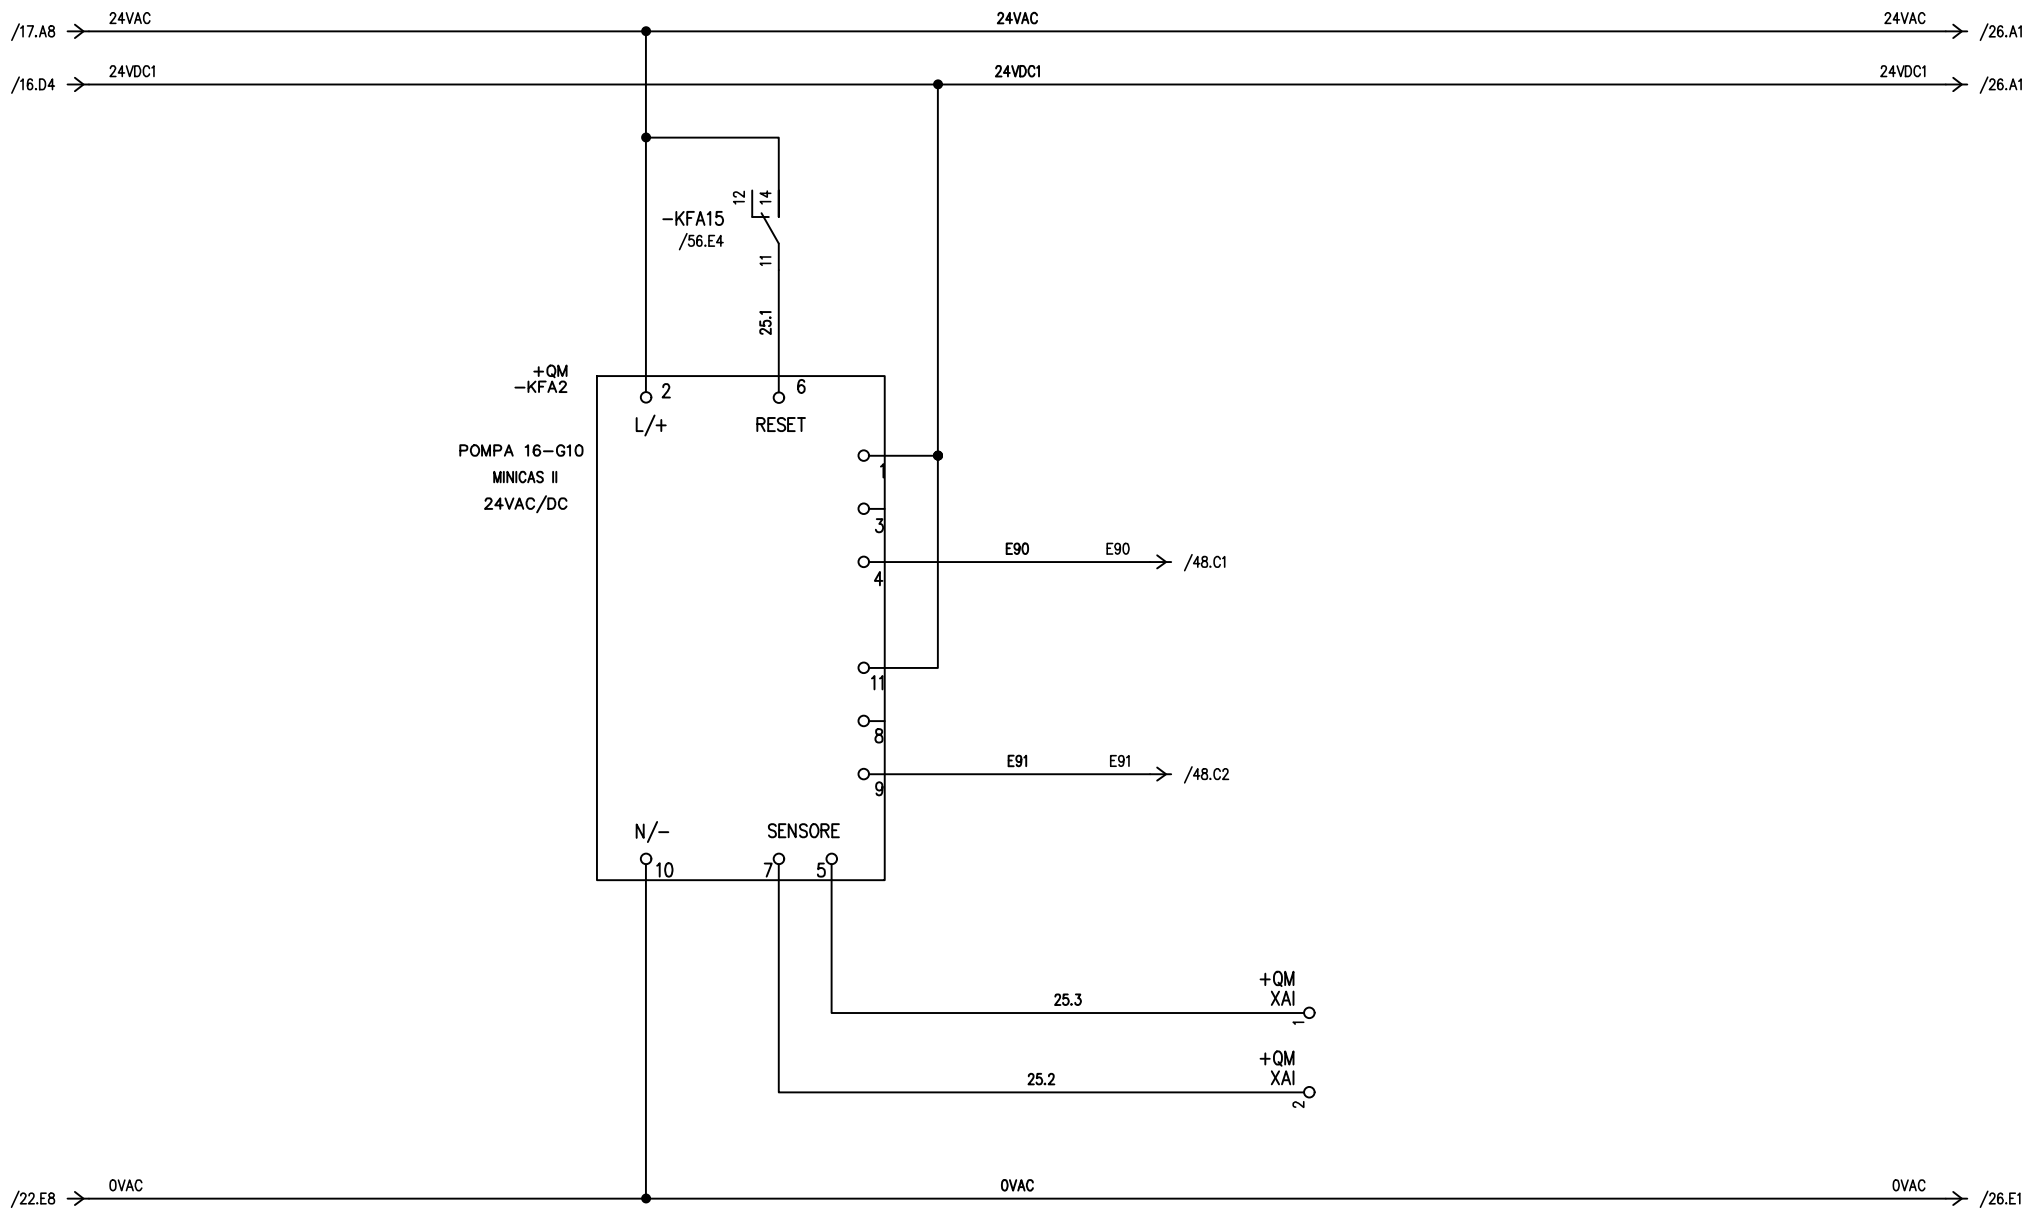 24VAC 24VAC 24VAC
/17.A8 /26.A1
24VDC1 24VDC1 24VDC1
/16.D4 /26.A1
12 14
-KFA15
/56.E4
11
25.1
+QM
-KFA2
2 6
L/+ RESET
POMPA 16-G10
MINICAS II
24VAC/DC
1
3
E90 E90
/48.C1
4
11
8
E91 E91
/48.C2
9
N/- SENSORE
10 7 5
+QM
25.3 XAI
1
+QM
25.2 XAI
2
0VAC 0VAC 0VAC
/22.E8 /26.E1